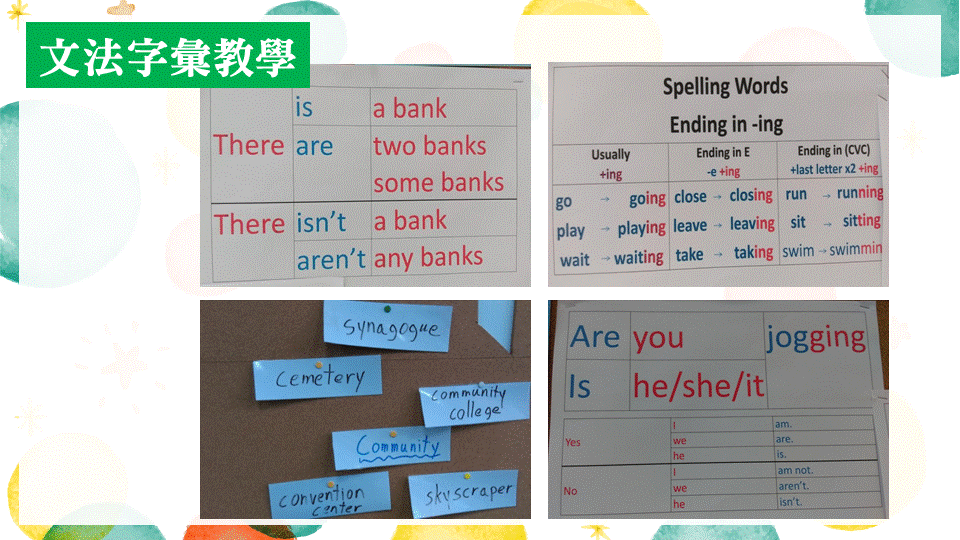 文法字彙教學
is a bank
There are two banks
some banks
There isn't a bank
aren't any banks
Spelling Words
Ending in -ing
Usually Ending in E Ending in (CVC)
+ing -e +ing +last letter x2 +ing
go → going close → closing run → running
play → playing leave → leaving sit → sitting
wait → waiting take → taking swim → swimmin
synagogue
cemetery
community
college
Community
convention
center
skyscraper
Are you jogging
Is he/she/it
Yes I am.
we are.
he is.
No I am not.
we aren't.
he isn't.